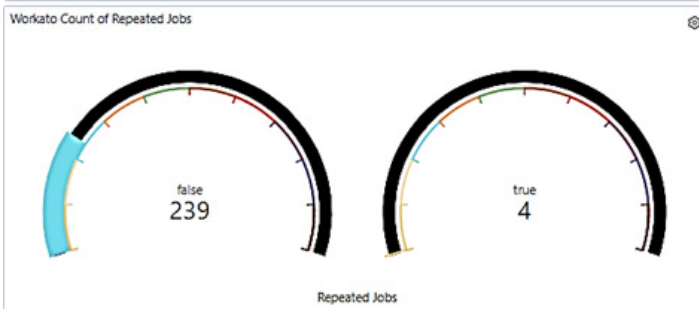 Workato Count of Repeated Jobs
false
239
true
4
Repeated Jobs